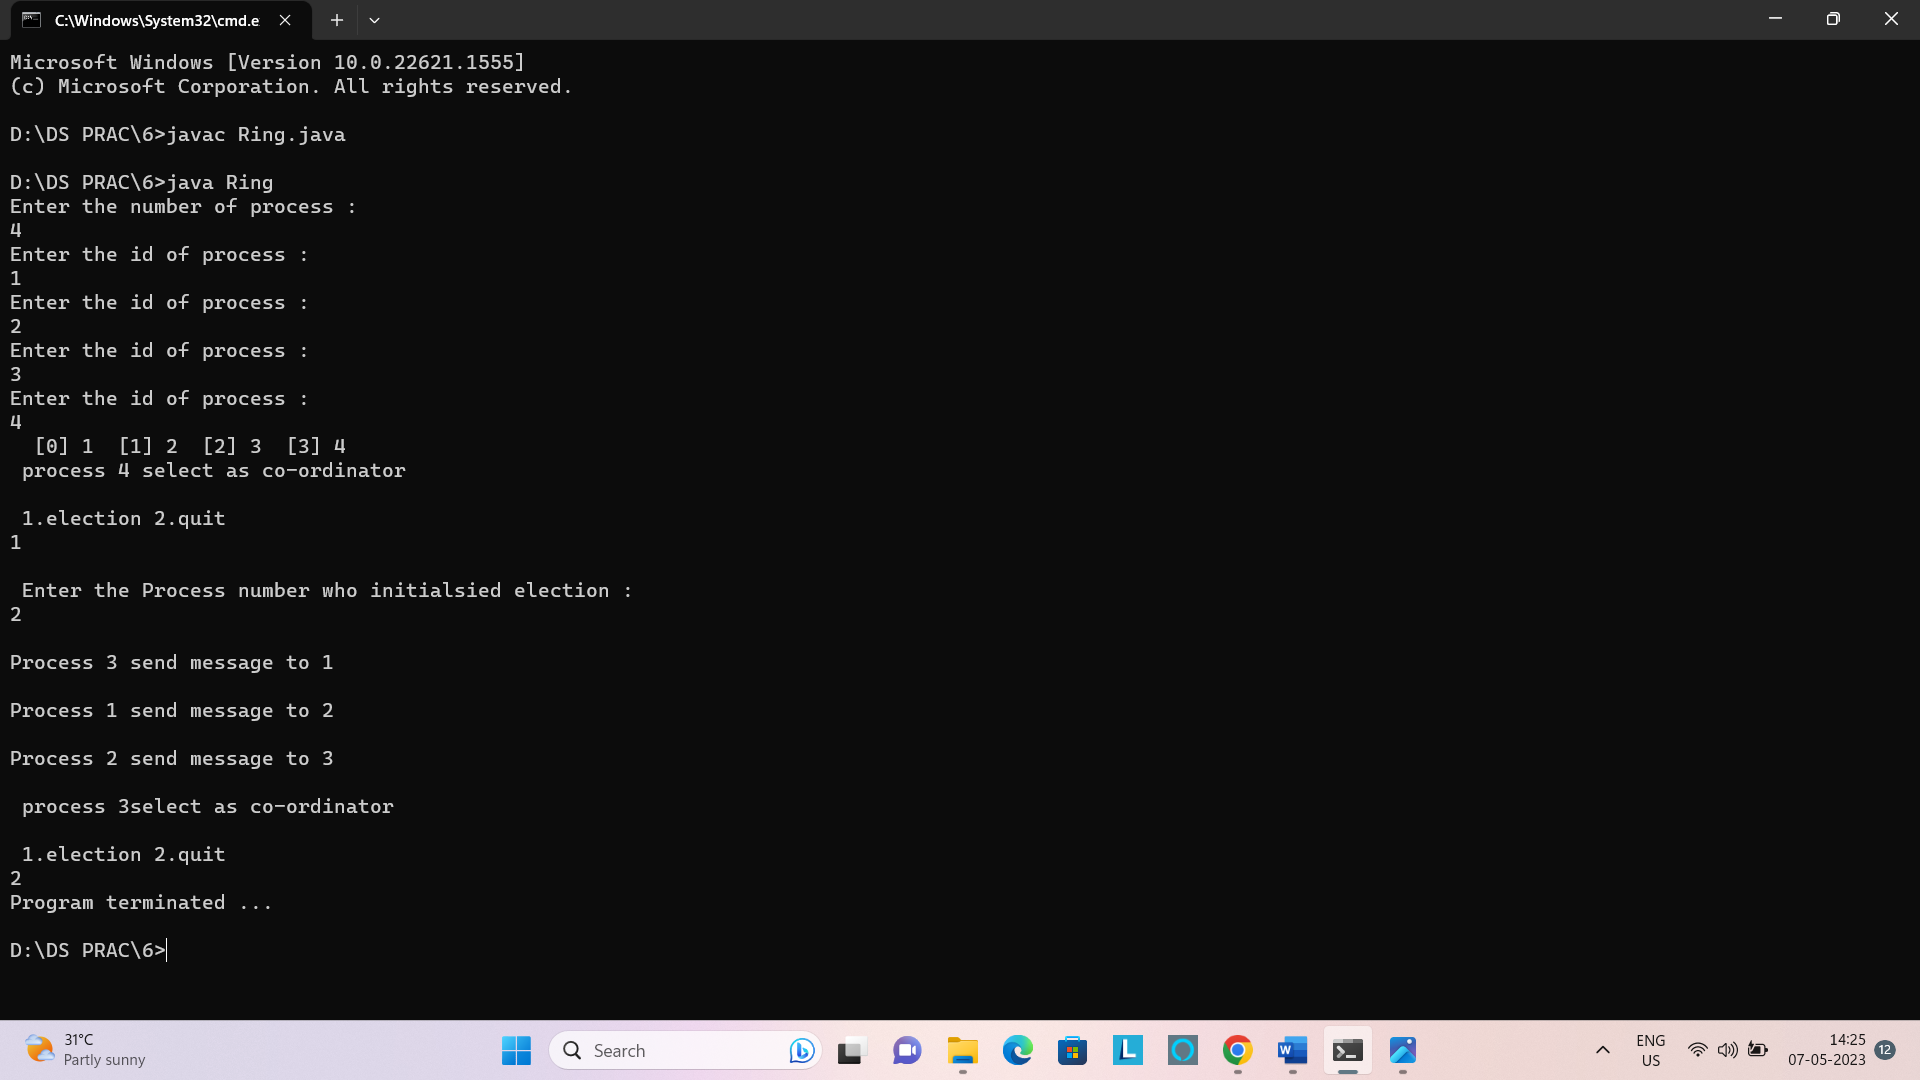 C:\Windows\System32\cmd.e
Microsoft Windows [Version 10.0.22621.1555]
(c) Microsoft Corporation. All rights reserved.
D:\DS PRAC\6>javac Ring.java
D:\DS PRAC\6>java Ring
Enter the number of process :
4
Enter the id of process :
1
Enter the id of process :
2
Enter the id of process :
3
Enter the id of process :
4
[0] 1  [1] 2  [2] 3  [3] 4
process 4 select as co-ordinator
1.election 2.quit
1
Enter the Process number who initialsied election :
2
Process 3 send message to 1
Process 1 send message to 2
Process 2 send message to 3
process 3select as co-ordinator
1.election 2.quit
2
Program terminated ...
D:\DS PRAC\6>
31°C
Partly sunny
Search
ENG
US
14:25
07-05-2023
12